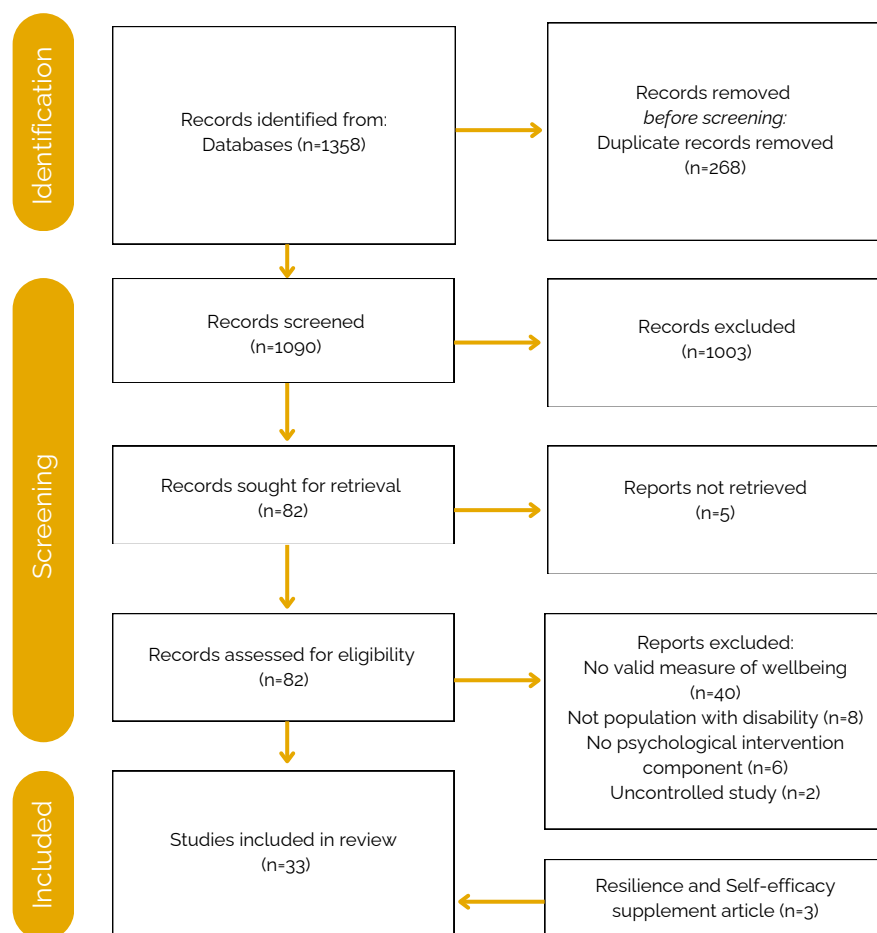 Identification
Records identified from:
Databases (n=1358)
Records removed
before screening:
Duplicate records removed
(n=268)
Screening
Records screened
(n=1090)
Records excluded
(n=1003)
Records sought for retrieval
(n=82)
Reports not retrieved
(n=5)
Records assessed for eligibility
(n=82)
Reports excluded:
No valid measure of wellbeing
(n=40)
Not population with disability (n=8)
No psychological intervention
component (n=6)
Uncontrolled study (n=2)
Included
Studies included in review
(n=33)
Resilience and Self-efficacy
supplement article (n=3)